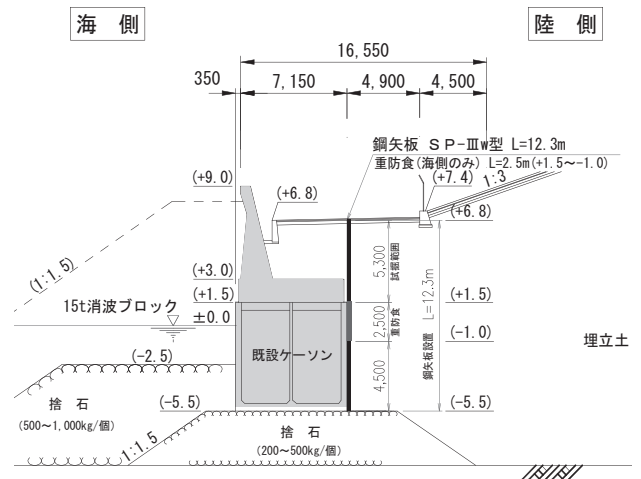 海 側
陸 側
16,550
350
7,150
4,900
4,500
鋼矢板 SP-Ⅲw型 L=12.3m
重防食(海側のみ) L=2.5m(+1.5~-1.0)
(+9.0)
(+6.8)
(+7.4)
1:3
(+6.8)
(1:1.5)
(+3.0)
5,300
試掘範囲
15t消波ブロック
(+1.5)
(+1.5)
±0.0
2,500
重防食
鋼矢板設置 L=12.3m
(-1.0)
埋立土
(-2.5)
既設ケーソン
4,500
捨 石
(500~1,000kg/個)
(-5.5)
(-5.5)
1:1.5
捨 石
(200~500kg/個)